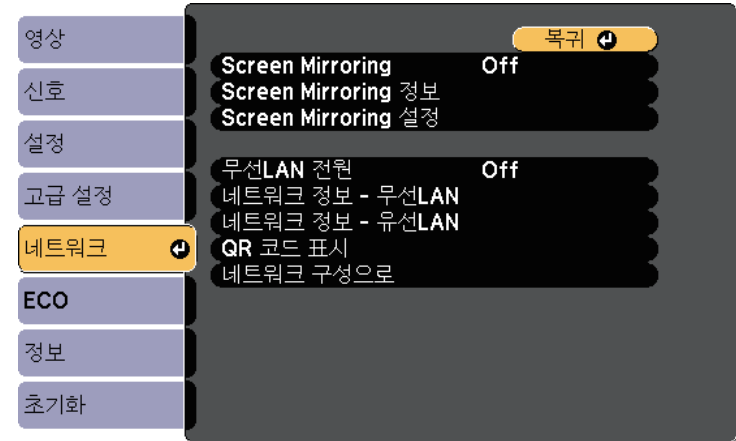 영상
신호
설정
고급 설정
네트워크
ECO
정보
초기화
복귀
Screen Mirroring Off
Screen Mirroring 정보
Screen Mirroring 설정
무선LAN 전원 Off
네트워크 정보 - 무선LAN
네트워크 정보 - 유선LAN
QR 코드 표시
네트워크 구성으로